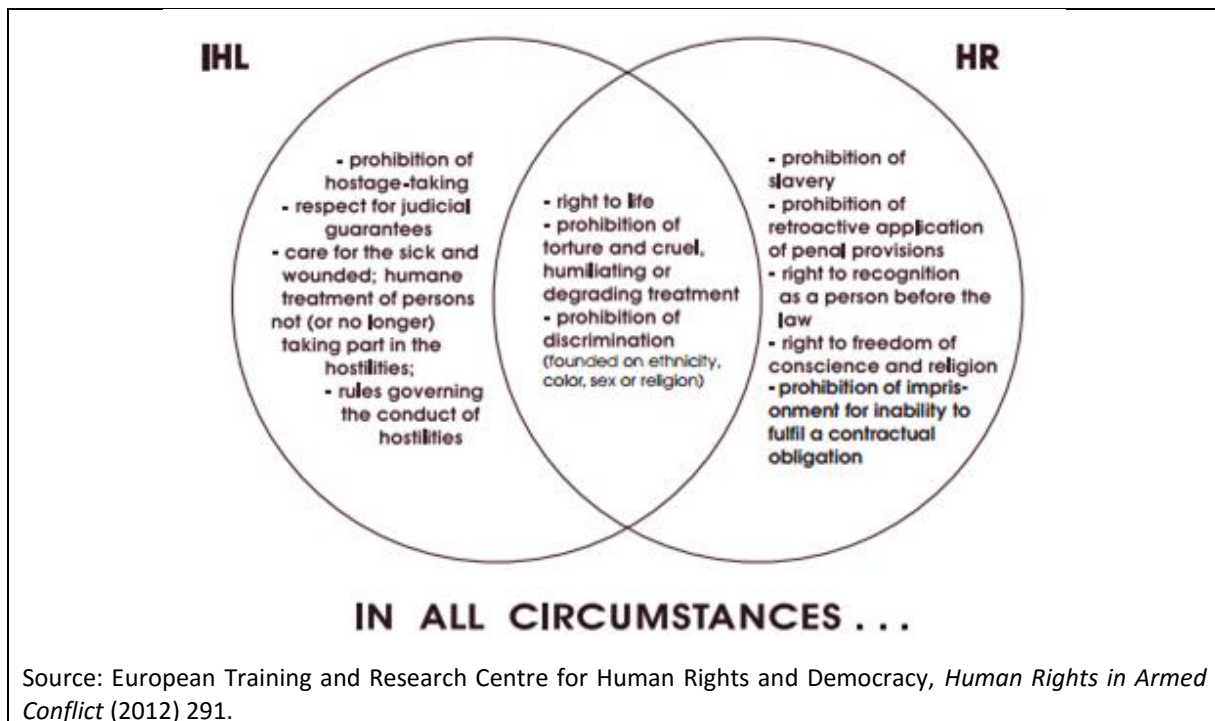 IHL
HR
- prohibition of
hostage-taking
- respect for judicial
guarantees
- care for the sick and
wounded; humane
treatment of persons
not (or no longer)
taking part in the
hostilities;
- rules governing
the conduct of
hostilities
- right to life
- prohibition of
torture and cruel,
humiliating or
degrading treatment
- prohibition of
discrimination
(founded on ethnicity,
color, sex or religion)
- prohibition of
slavery
- prohibition of
retroactive application
of penal provisions
- right to recognition
as a person before the
law
- right to freedom of
conscience and religion
- prohibition of impris-
onment for inability to
fulfil a contractual
obligation
IN ALL CIRCUMSTANCES . . .
Source: European Training and Research Centre for Human Rights and Democracy, Human Rights in Armed
Conflict (2012) 291.